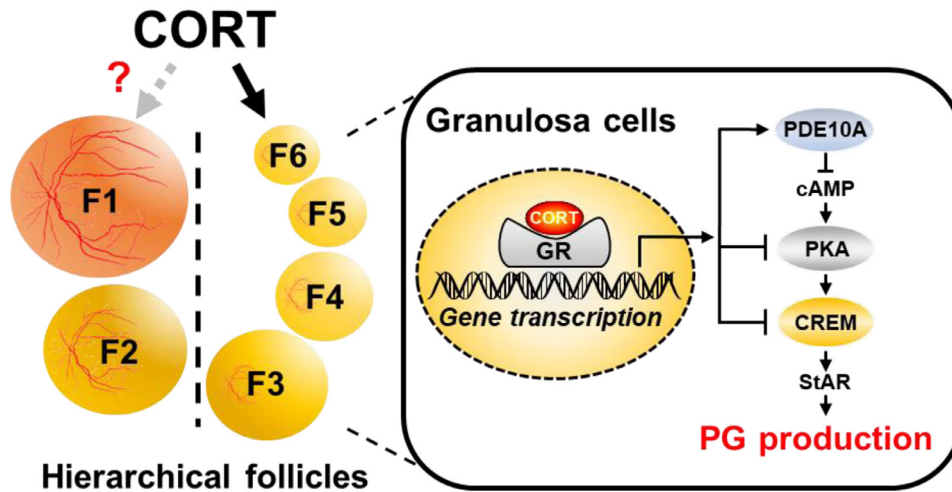 CORT
?
F1
F2
F6
F5
F4
F3
Hierarchical follicles
Granulosa cells
CORT
GR
Gene transcription
PDE10A
cAMP
PKA
CREM
StAR
PG production